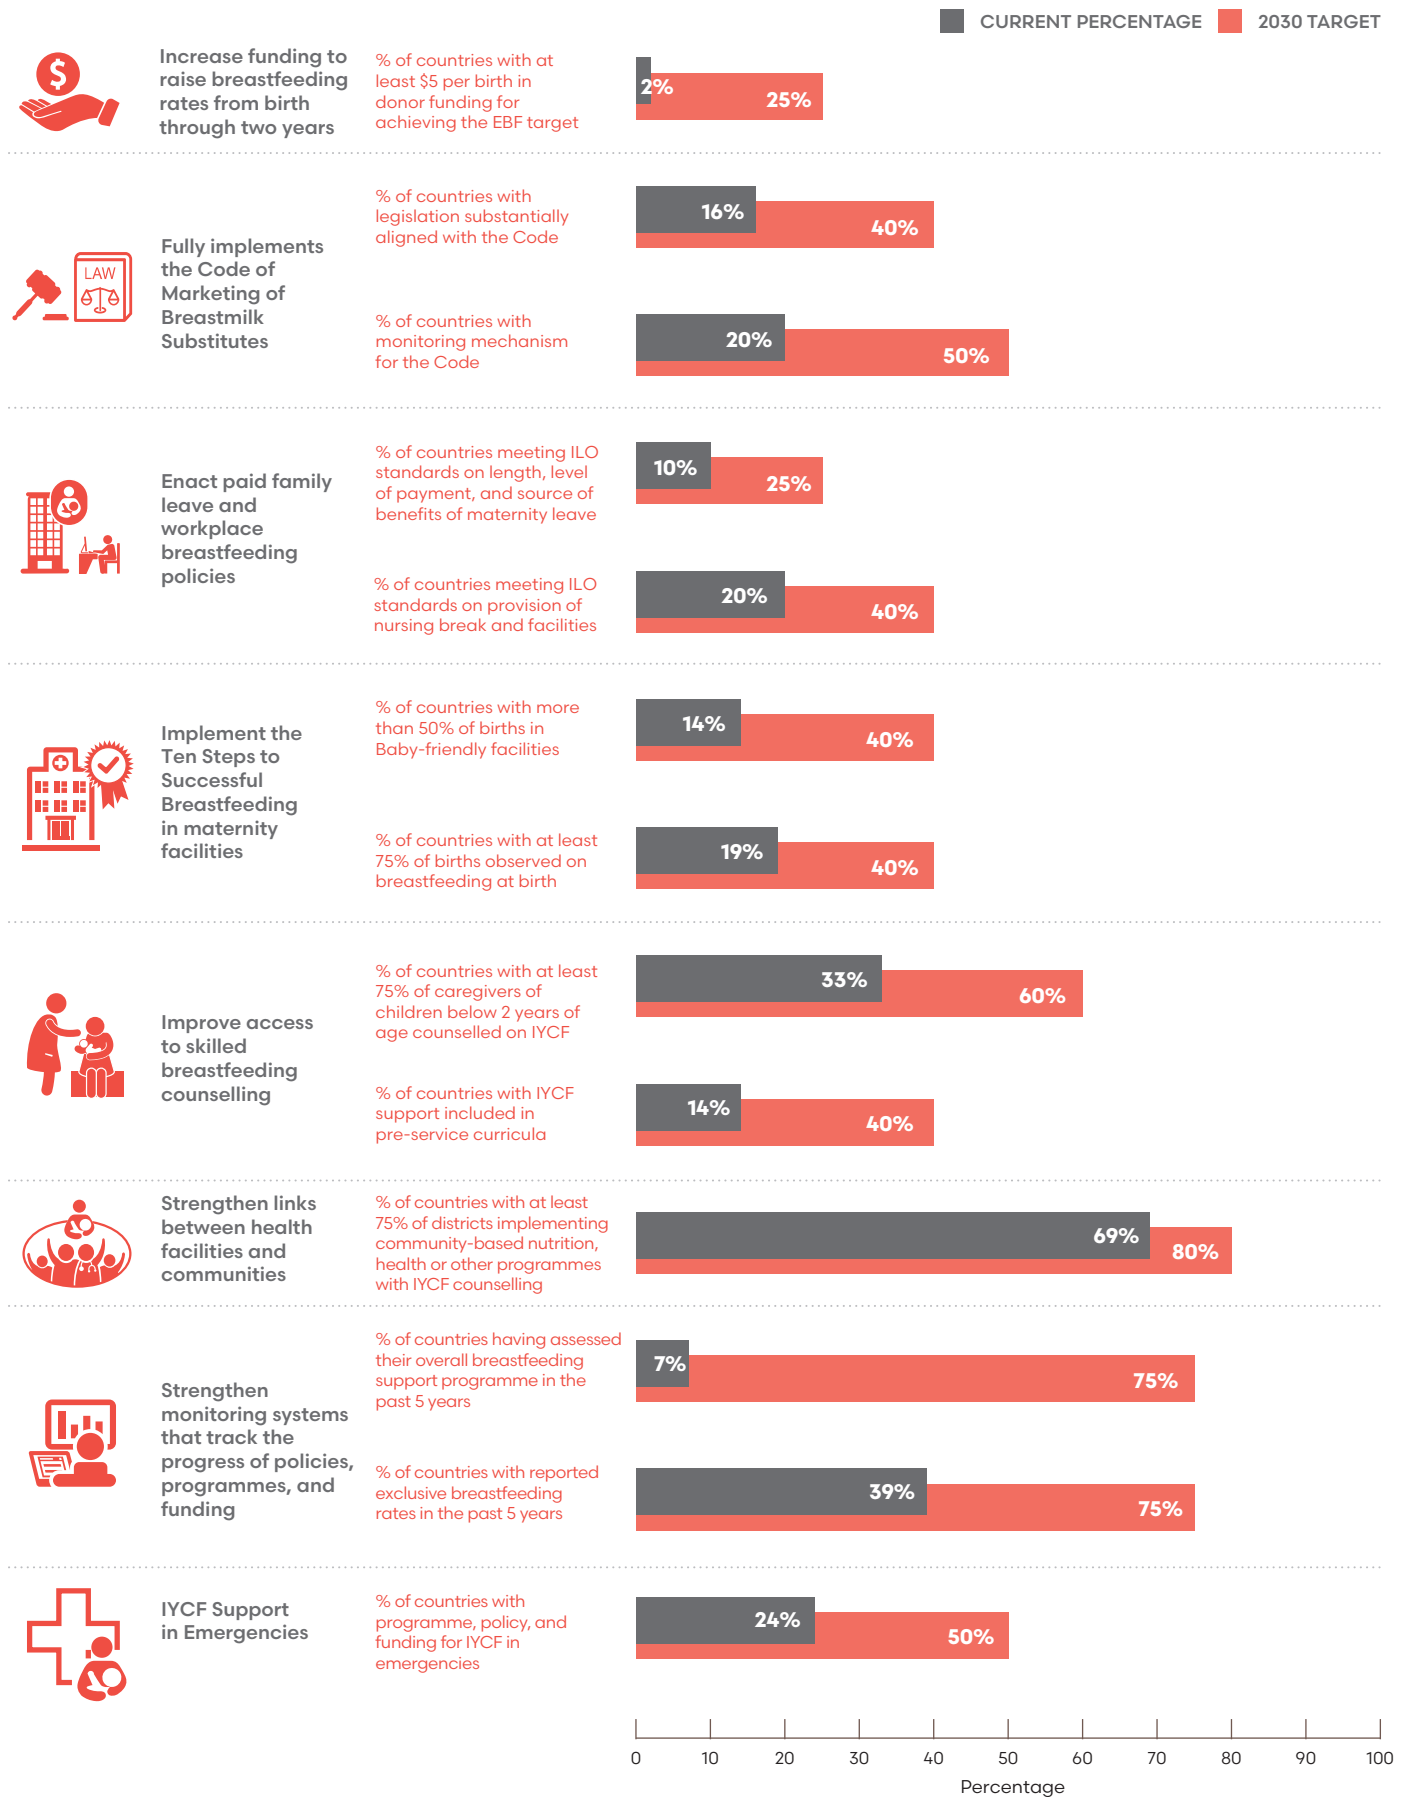 CURRENT PERCENTAGE
2030 TARGET
Increase funding to
raise breastfeeding
rates from birth
through two years
% of countries with at
least $5 per birth in
donor funding for
achieving the EBF target
2%
25%
Fully implements
the Code of
Marketing of
Breastmilk
Substitutes
LAW
% of countries with
legislation substantially
aligned with the Code
16%
40%
% of countries with
monitoring mechanism
for the Code
20%
50%
Enact paid family
leave and
workplace
breastfeeding
policies
% of countries meeting ILO
standards on length, level
of payment, and source of
benefits of maternity leave
10%
25%
% of countries meeting ILO
standards on provision of
nursing break and facilities
20%
40%
Implement the
Ten Steps to
Successful
Breastfeeding
in maternity
facilities
% of countries with more
than 50% of births in
Baby-friendly facilities
14%
40%
% of countries with at least
75% of births observed on
breastfeeding at birth
19%
40%
Improve access
to skilled
breastfeeding
counselling
% of countries with at least
75% of caregivers of
children below 2 years of
age counselled on IYCF
33%
60%
% of countries with IYCF
support included in
pre-service curricula
14%
40%
Strengthen links
between health
facilities and
communities
% of countries with at least
75% of districts implementing
community-based nutrition,
health or other programmes
with IYCF counselling
69%
80%
Strengthen
monitoring systems
that track the
progress of policies,
programmes, and
funding
% of countries having assessed
their overall breastfeeding
support programme in the
past 5 years
7%
75%
% of countries with reported
exclusive breastfeeding
rates in the past 5 years
39%
75%
IYCF Support
in Emergencies
% of countries with
programme, policy, and
funding for IYCF in
emergencies
24%
50%
0 10 20 30 40 50 60 70 80 90 100
Percentage